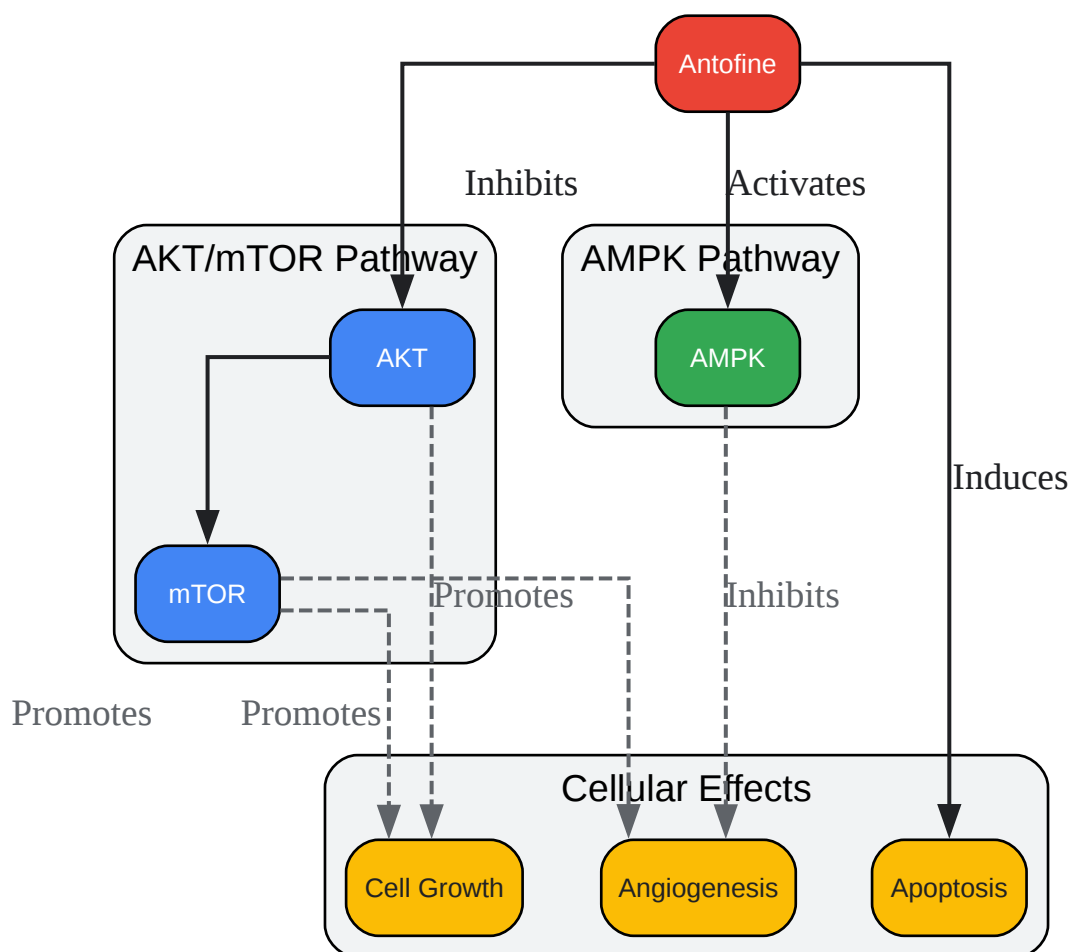 Antofine
Inhibits
Activates
AKT/mTOR Pathway
AMPK Pathway
AKT
AMPK
Induces
mTOR
Promotes
Inhibits
Promotes
Promotes
Cellular Effects
Cell Growth
Angiogenesis
Apoptosis